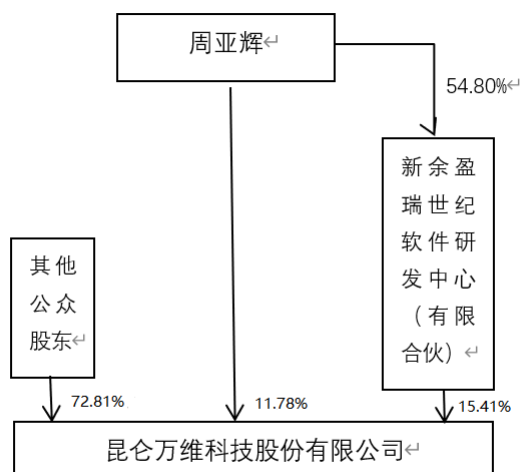 周亚辉
54.80%
新余盈
瑞世纪
软件研
发中心
（有限
合伙）
其他
公众
股东
72.81%
11.78%
15.41%
昆仑万维科技股份有限公司